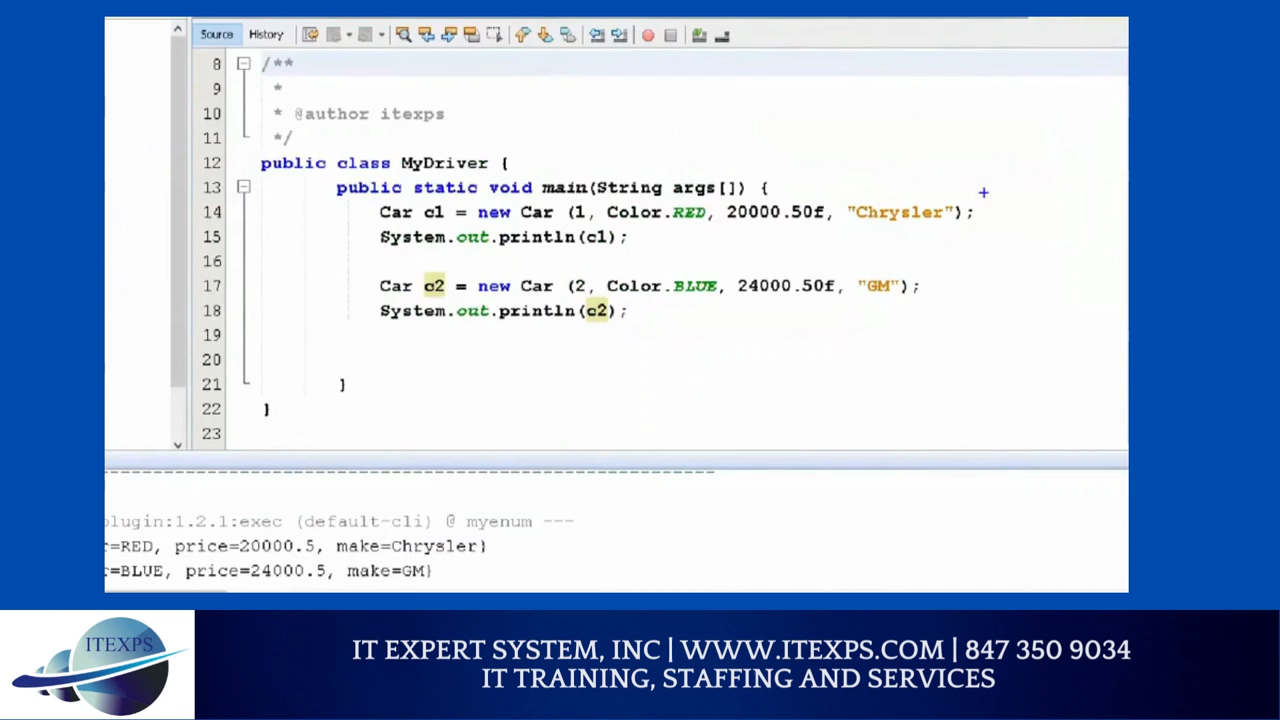 Source History
8 /**
9 *
10 * @author itexps
11 */
12 public class MyDriver {
13 public static void main(String args[]) {
14 Car c1 = new Car (1, Color.RED, 20000.50f, "Chrysler");
15 System.out.println(c1);
16
17 Car c2 = new Car (2, Color.BLUE, 24000.50f, "GM");
18 System.out.println(c2);
19
20
21 }
22 }
23
------------------------------------------------------------------------
plugin:1.2.1:exec (default-cli) @ myenum ---
r=RED, price=20000.5, make=Chrysler}
r=BLUE, price=24000.5, make=GM}
ITEXPS
IT EXPERT SYSTEM, INC | WWW.ITEXPS.COM | 847 350 9034
IT TRAINING, STAFFING AND SERVICES